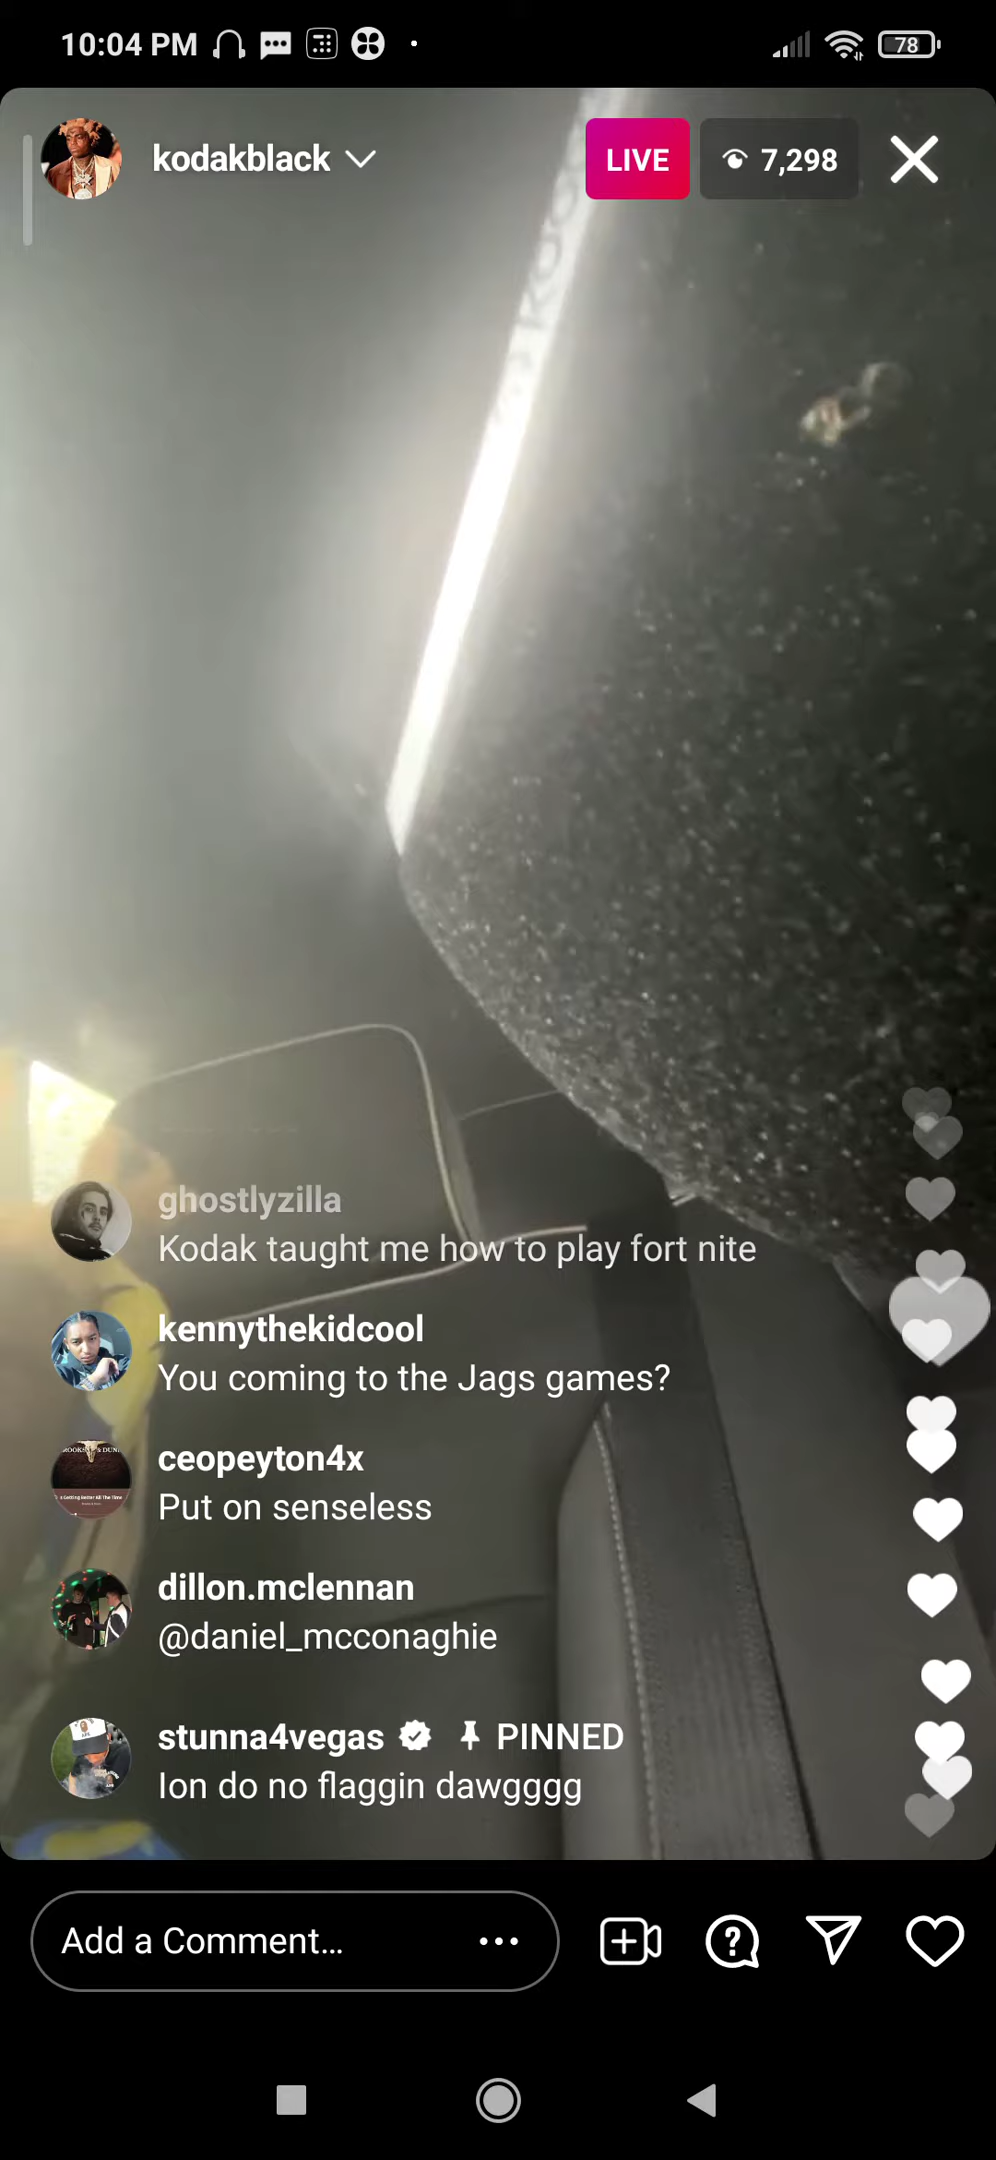 10:04 PM
78
kodakblack
LIVE
7,298
ghostlyzilla
Kodak taught me how to play fort nite
kennythekidcool
You coming to the Jags games?
ceopeyton4x
Put on senseless
dillon.mclennan
@daniel_mcconaghie
stunna4vegas PINNED
Ion do no flaggin dawgggg
Add a Comment...